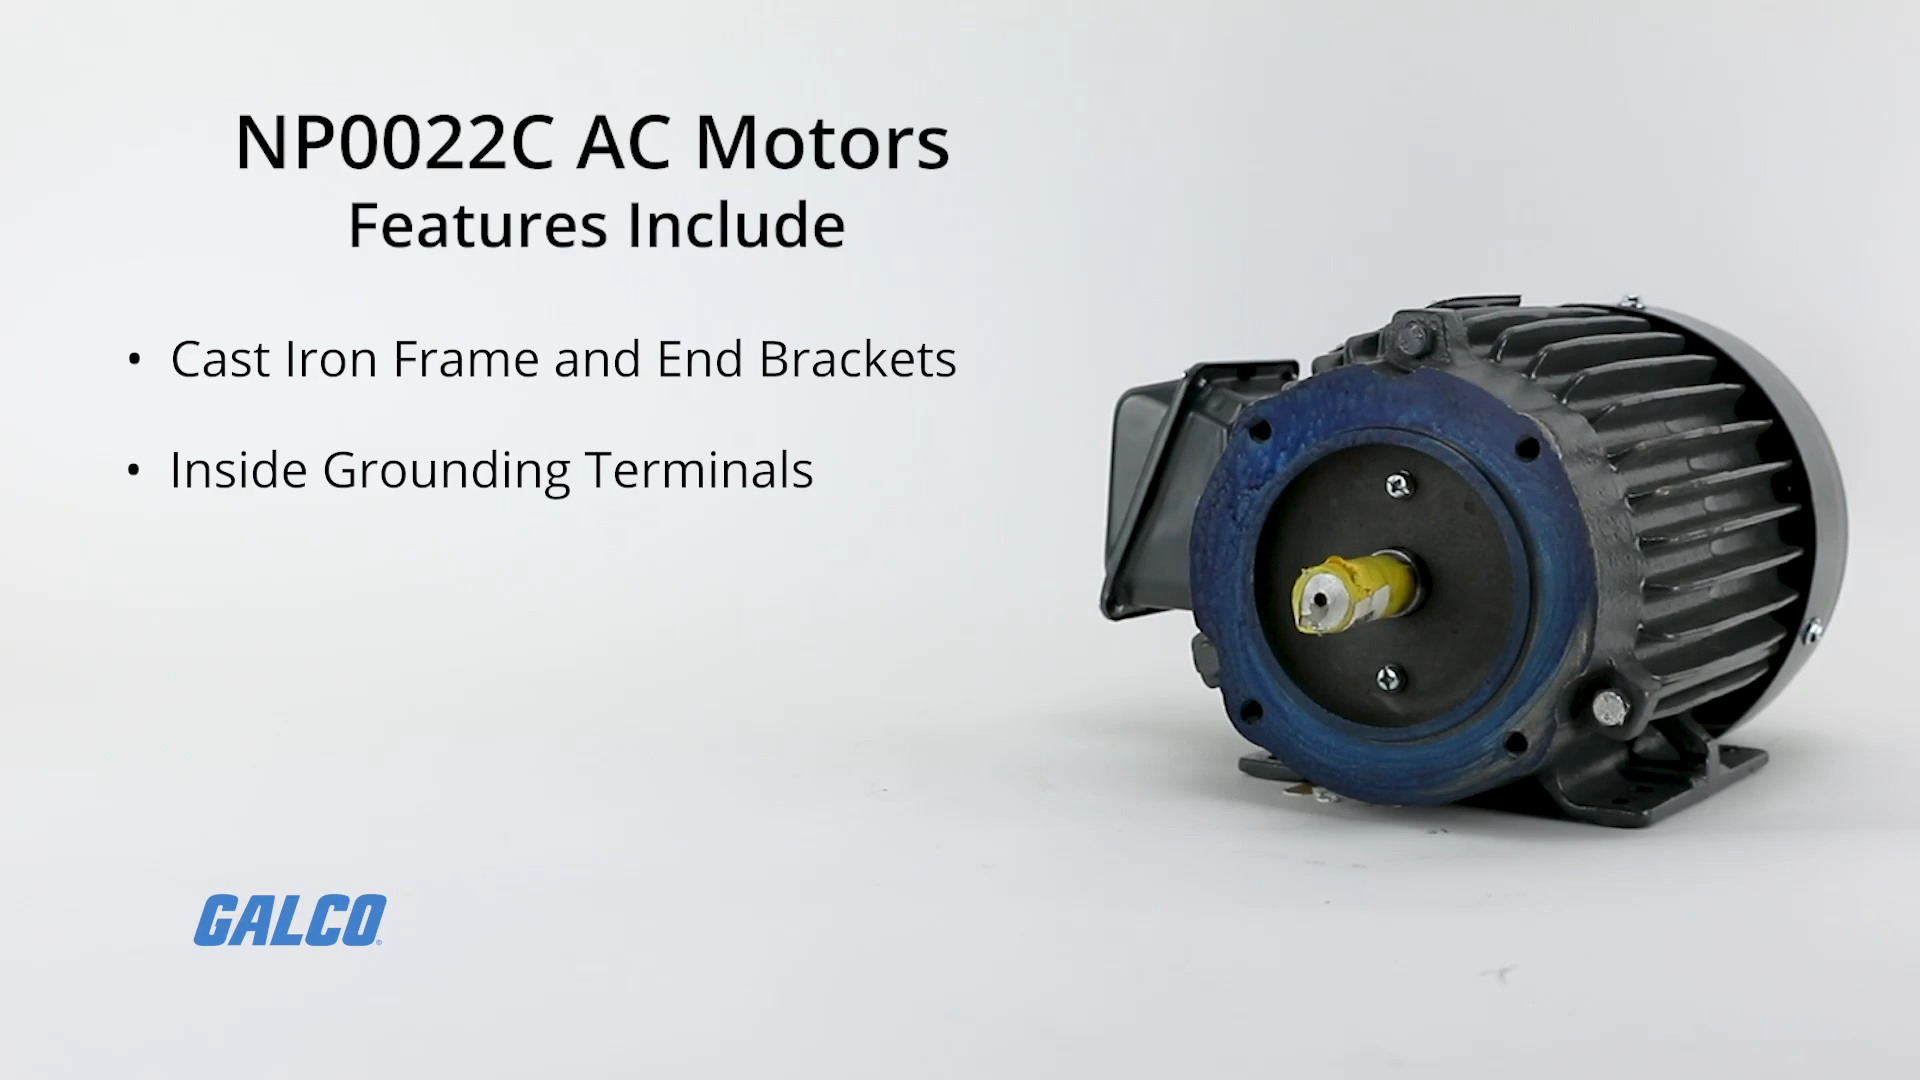 NP0022C AC Motors
Features Include
• Cast Iron Frame and End Brackets
• Inside Grounding Terminals
GALCO®